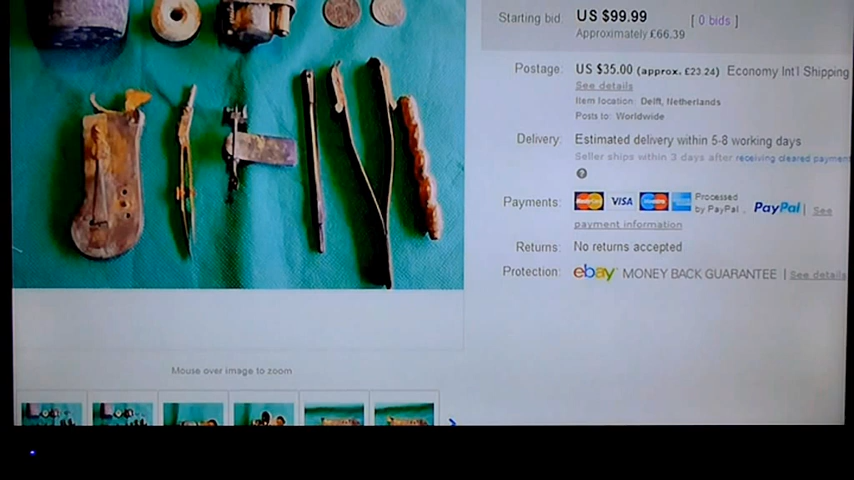 Starting bid: US $99.99 [ 0 bids ]
Approximately £66.39
Postage: US $35.00 (approx. £23.24) Economy Int'l Shipping
See details
Item location: Delft, Netherlands
Posts to: Worldwide
Delivery: Estimated delivery within 5-8 working days
Seller ships within 3 days after receiving cleared payment
?
Payments: MasterCard VISA Maestro Processed by PayPal PayPal | See
payment information
Returns: No returns accepted
Protection: ebay MONEY BACK GUARANTEE | See details
Mouse over image to zoom